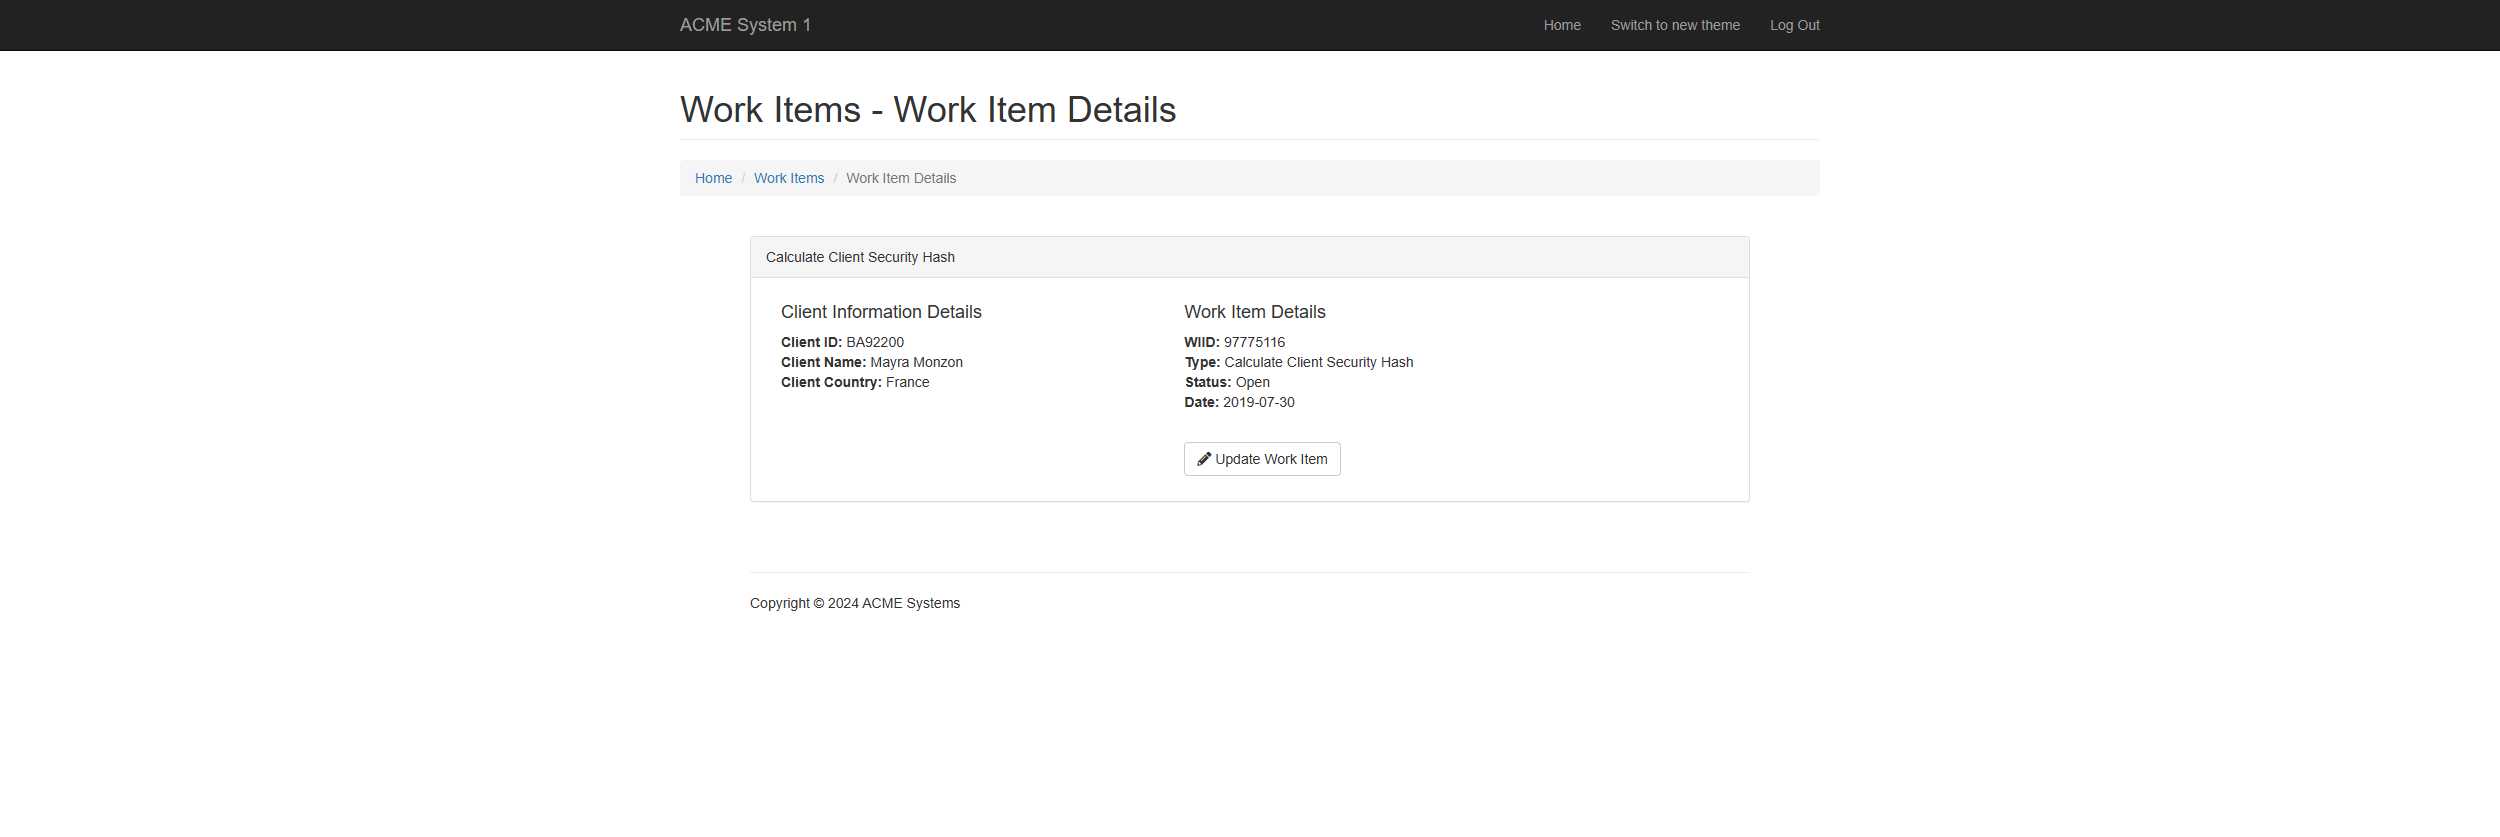 ACME System 1
Home
Switch to new theme
Log Out
Work Items - Work Item Details
Home / Work Items / Work Item Details
Calculate Client Security Hash
Client Information Details
Client ID: BA92200
Client Name: Mayra Monzon
Client Country: France
Work Item Details
WIID: 97775116
Type: Calculate Client Security Hash
Status: Open
Date: 2019-07-30
Update Work Item
Copyright © 2024 ACME Systems